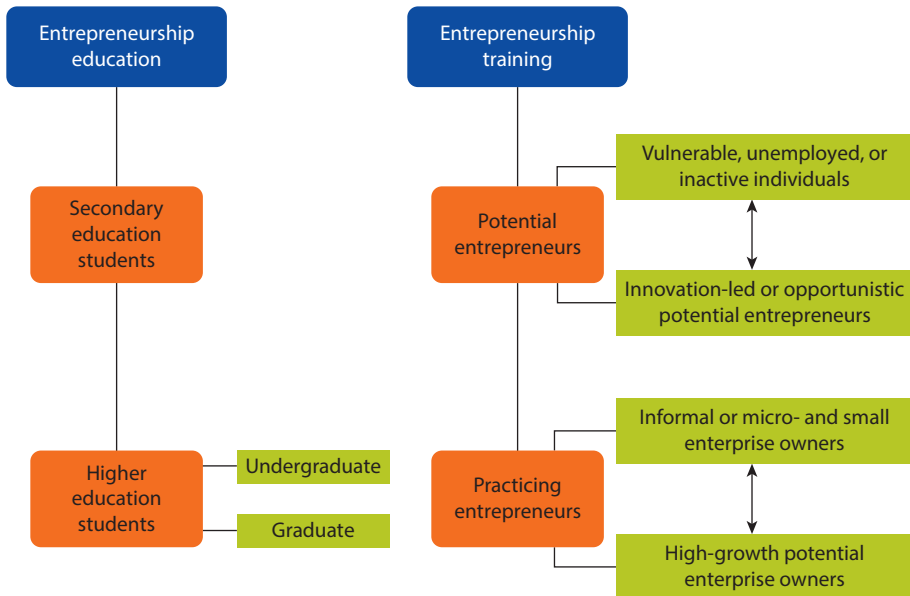 Entrepreneurship
education
Secondary
education
students
Higher
education
students
Undergraduate
Graduate
Entrepreneurship
training
Potential
entrepreneurs
Vulnerable, unemployed, or
inactive individuals
Innovation-led or opportunistic
potential entrepreneurs
Practicing
entrepreneurs
Informal or micro- and small
enterprise owners
High-growth potential
enterprise owners